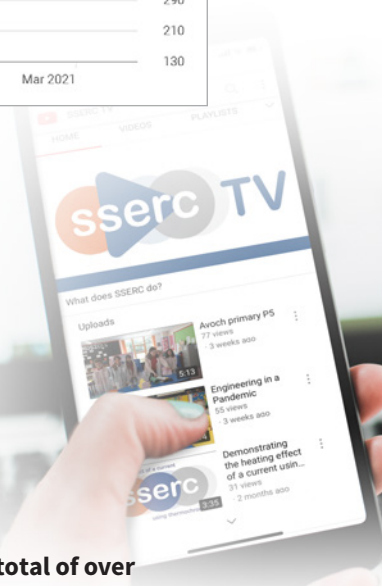 290
210
130
Mar 2021
SSERC TV
HOME VIDEOS PLAYLISTS
sserc TV
What does SSERC do?
Uploads
Avoch primary P5
77 views
· 3 weeks ago
5:13
Engineering in a
Pandemic
55 views
· 3 weeks ago
Demonstrating
the heating effect
of a current usin...
31 views
· 2 months ago
of a current
sserc
3:35
total of over